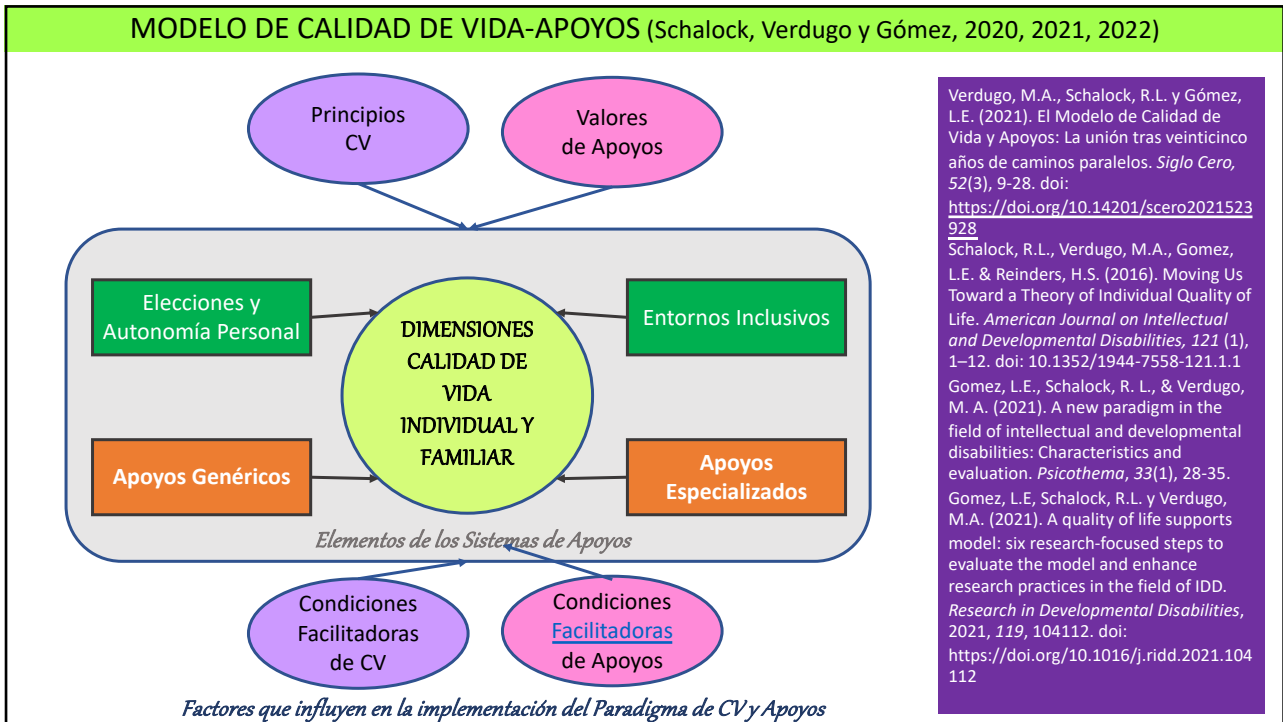 MODELO DE CALIDAD DE VIDA-APOYOS (Schalock, Verdugo y Gómez, 2020, 2021, 2022)
Principios
CV
Valores
de Apoyos
Elecciones y
Autonomía Personal
Entornos Inclusivos
DIMENSIONES
CALIDAD DE
VIDA
INDIVIDUAL Y
FAMILIAR
Apoyos Genéricos
Apoyos
Especializados
Elementos de los Sistemas de Apoyos
Condiciones
Facilitadoras
de CV
Condiciones
Facilitadoras
de Apoyos
Factores que influyen en la implementación del Paradigma de CV y Apoyos
Verdugo, M.A., Schalock, R.L. y Gómez,
L.E. (2021). El Modelo de Calidad de
Vida y Apoyos: La unión tras veinticinco
años de caminos paralelos. Siglo Cero,
52(3), 9-28. doi:
https://doi.org/10.14201/scero2021523
928
Schalock, R.L., Verdugo, M.A., Gomez,
L.E. & Reinders, H.S. (2016). Moving Us
Toward a Theory of Individual Quality of
Life. American Journal on Intellectual
and Developmental Disabilities, 121 (1),
1–12. doi: 10.1352/1944-7558-121.1.1
Gomez, L.E., Schalock, R. L., & Verdugo,
M. A. (2021). A new paradigm in the
field of intellectual and developmental
disabilities: Characteristics and
evaluation. Psicothema, 33(1), 28-35.
Gomez, L.E, Schalock, R.L. y Verdugo,
M.A. (2021). A quality of life supports
model: six research-focused steps to
evaluate the model and enhance
research practices in the field of IDD.
Research in Developmental Disabilities,
2021, 119, 104112. doi:
https://doi.org/10.1016/j.ridd.2021.104
112